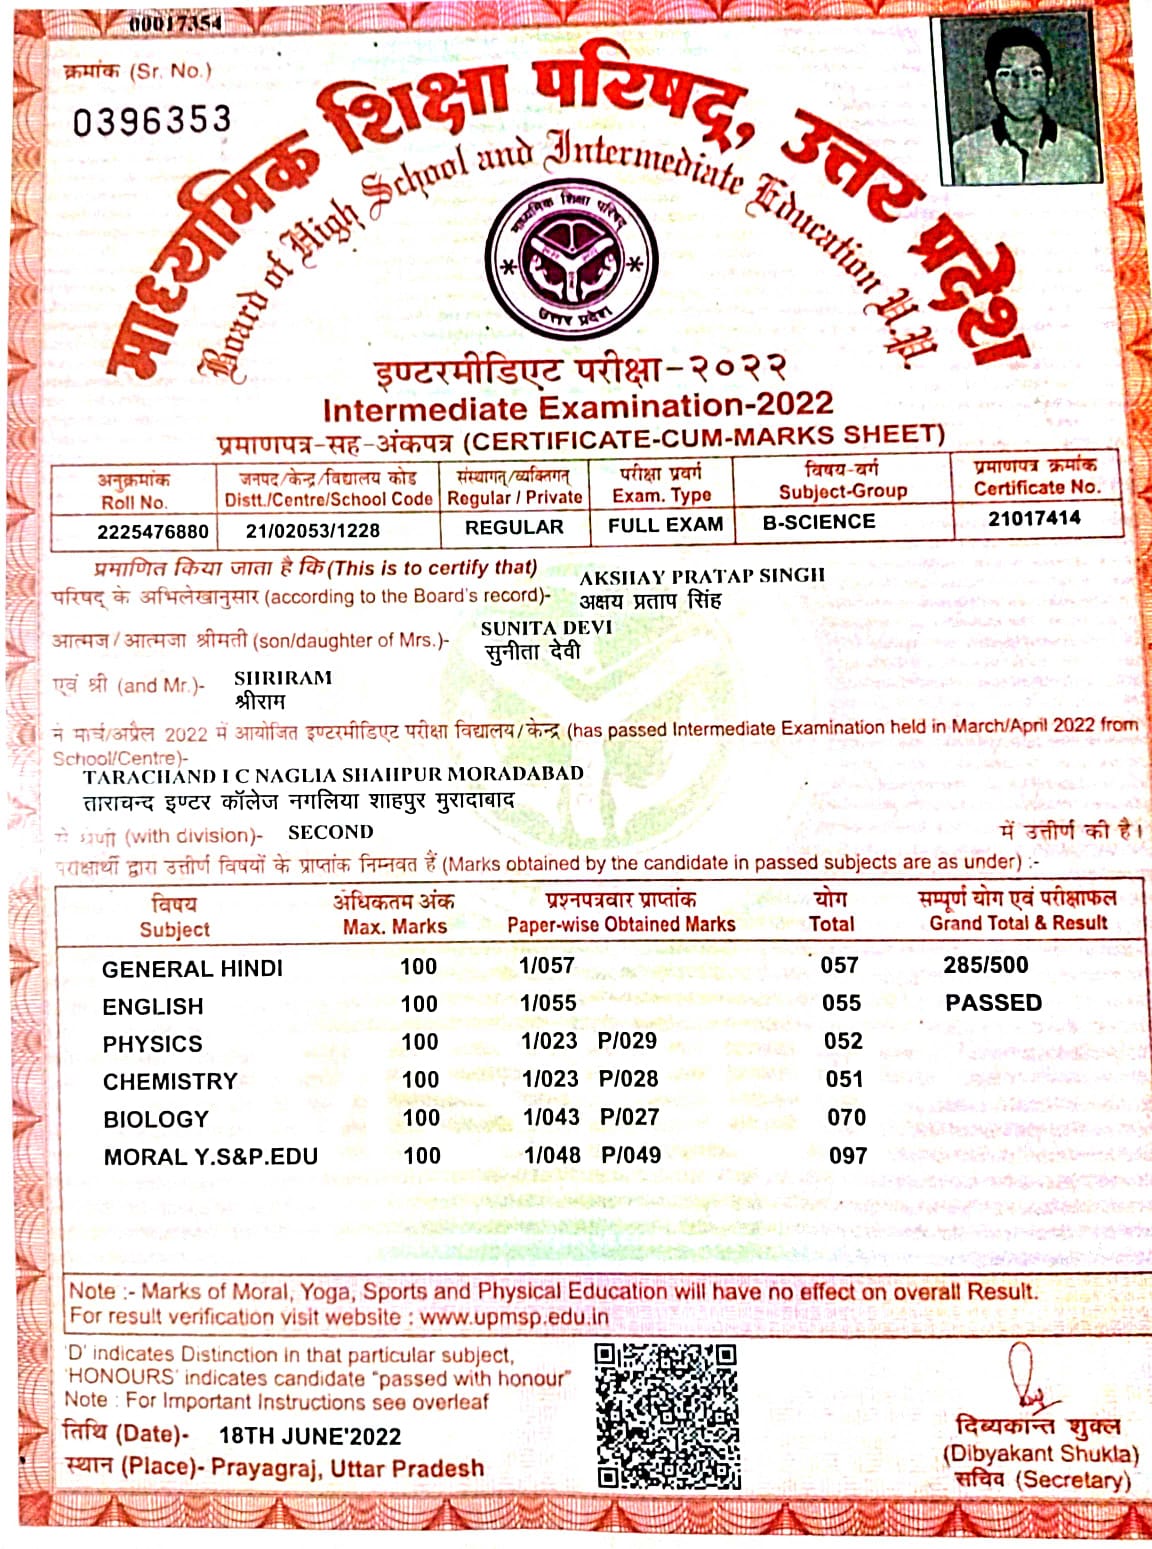 00017354
क्रमांक (Sr. No.)
0396353
माध्यमिक शिक्षा परिषद्, उत्तर प्रदेश
Board of High School and Intermediate Education U.P.
माध्यमिक शिक्षा परिषद्
उत्तर प्रदेश
इण्टरमीडिएट परीक्षा-२०२२
Intermediate Examination-2022
प्रमाणपत्र-सह-अंकपत्र (CERTIFICATE-CUM-MARKS SHEET)
अनुक्रमांक जनपद/केन्द्र/विद्यालय कोड संस्थागत्/व्यक्तिगत् परीक्षा प्रवर्ग विषय-वर्ग प्रमाणपत्र क्रमांक
Roll No. Distt./Centre/School Code Regular / Private Exam. Type Subject-Group Certificate No.
2225476880 21/02053/1228 REGULAR FULL EXAM B-SCIENCE 21017414
प्रमाणित किया जाता है कि (This is to certify that) AKSHAY PRATAP SINGH
परिषद् के अभिलेखानुसार (according to the Board's record)- अक्षय प्रताप सिंह
SUNITA DEVI
आत्मज/आत्मजा श्रीमती (son/daughter of Mrs.)- सुनीता देवी
SHRIRAM
एवं श्री (and Mr.)- श्रीराम
ने मार्च/अप्रैल 2022 में आयोजित इण्टरमीडिएट परीक्षा विद्यालय/केन्द्र (has passed Intermediate Examination held in March/April 2022 from
School/Centre)-
TARACHAND I C NAGLIA SHAHPUR MORADABAD
ताराचन्द इण्टर कॉलेज नगलिया शाहपुर मुरादाबाद
(with division)- SECOND में उत्तीर्ण की है।
परीक्षार्थी द्वारा उत्तीर्ण विषयों के प्राप्तांक निम्नवत हैं (Marks obtained by the candidate in passed subjects are as under) :-
विषय अधिकतम अंक प्रश्नपत्रवार प्राप्तांक योग सम्पूर्ण योग एवं परीक्षाफल
Subject Max. Marks Paper-wise Obtained Marks Total Grand Total & Result
GENERAL HINDI 100 1/057 057 285/500
ENGLISH 100 1/055 055 PASSED
PHYSICS 100 1/023 P/029 052
CHEMISTRY 100 1/023 P/028 051
BIOLOGY 100 1/043 P/027 070
MORAL Y.S&P.EDU 100 1/048 P/049 097
Note :- Marks of Moral, Yoga, Sports and Physical Education will have no effect on overall Result.
For result verification visit website : www.upmsp.edu.in
'D' indicates Distinction in that particular subject,
'HONOURS' indicates candidate "passed with honour"
Note : For Important Instructions see overleaf
तिथि (Date)- 18TH JUNE'2022
स्थान (Place)- Prayagraj, Uttar Pradesh
दिव्यकान्त शुक्ल
(Dibyakant Shukla)
सचिव (Secretary)